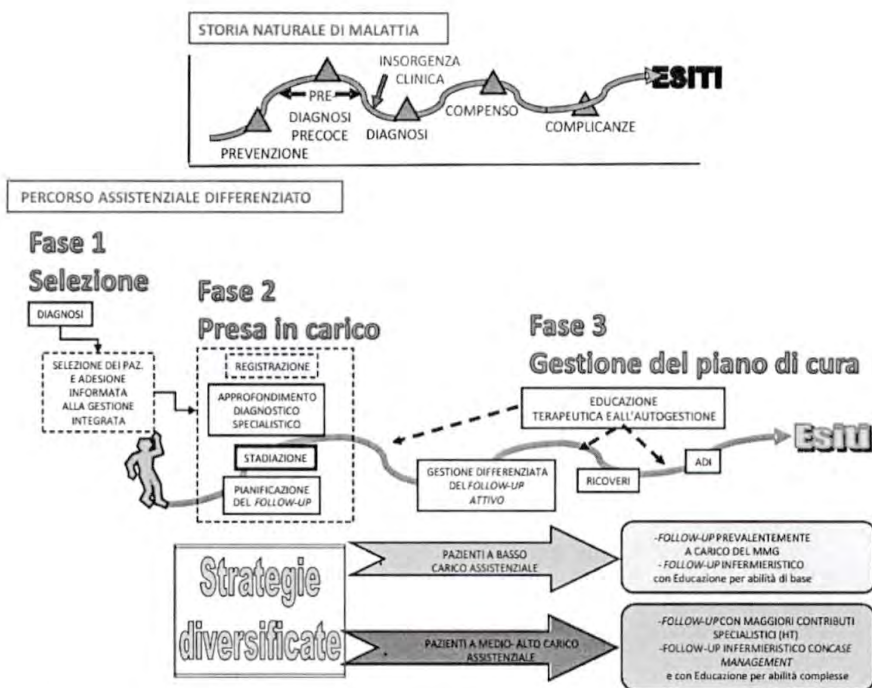 STORIA NATURALE DI MALATTIA
INSORGENZA
CLINICA
ESITI
PRE-
DIAGNOSI
PRECOCE
DIAGNOSI
COMPENSO
COMPLICANZE
PREVENZIONE
PERCORSO ASSISTENZIALE DIFFERENZIATO
Fase 1
Selezione
DIAGNOSI
SELEZIONE DEI PAZ.
E ADESIONE
INFORMATA
ALLA GESTIONE
INTEGRATA
Fase 2
Presa in carico
REGISTRAZIONE
APPROFONDIMENTO
DIAGNOSTICO
SPECIALISTICO
STADIAZIONE
PIANIFICAZIONE
DEL FOLLOW-UP
Fase 3
Gestione del piano di cura
EDUCAZIONE
TERAPEUTICA EALL'AUTOGESTIONE
GESTIONE DIFFERENZIATA
DEL FOLLOW-UP
ATTIVO
RICOVERI
ADI
Esiti
Strategie
diversificate
PAZIENTI A BASSO
CARICO ASSISTENZIALE
-FOLLOW-UP PREVALENTEMENTE
A CARICO DEL MMG
- FOLLOW-UP INFERMIERISTICO
con Educazione per abilità di base
PAZIENTI A MEDIO- ALTO CARICO
ASSISTENZIALE
-FOLLOW-UP CON MAGGIORI CONTRIBUTI
SPECIALISTICI (HT)
-FOLLOW-UP INFERMIERISTICO CONCASE
MANAGEMENT
e con Educazione per abilità complesse